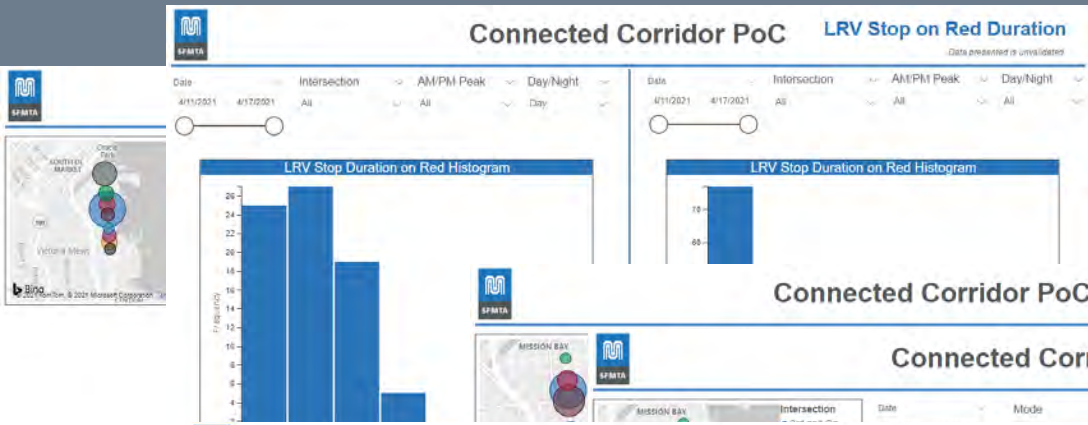 SFMTA
Connected Corridor PoC
LRV Stop on Red Duration
Data presented is unvalidated
Date
Intersection
AM/PM Peak
Day/Night
4/11/2021
4/17/2021
All
All
Day
Date
Intersection
AM/PM Peak
Day/Night
4/11/2021
4/17/2021
All
All
All
LRV Stop Duration on Red Histogram
Frequency
26
24
22
20
18
16
14
12
10
8
6
4
LRV Stop Duration on Red Histogram
70
60
SFMTA
Oracle
Park
SOUTH OF
MARKET
Bing
SFMTA
Connected Corridor PoC
MISSION BAY
SFMTA
Connected Corr
MISSION BAY
Intersection
Date
Mode